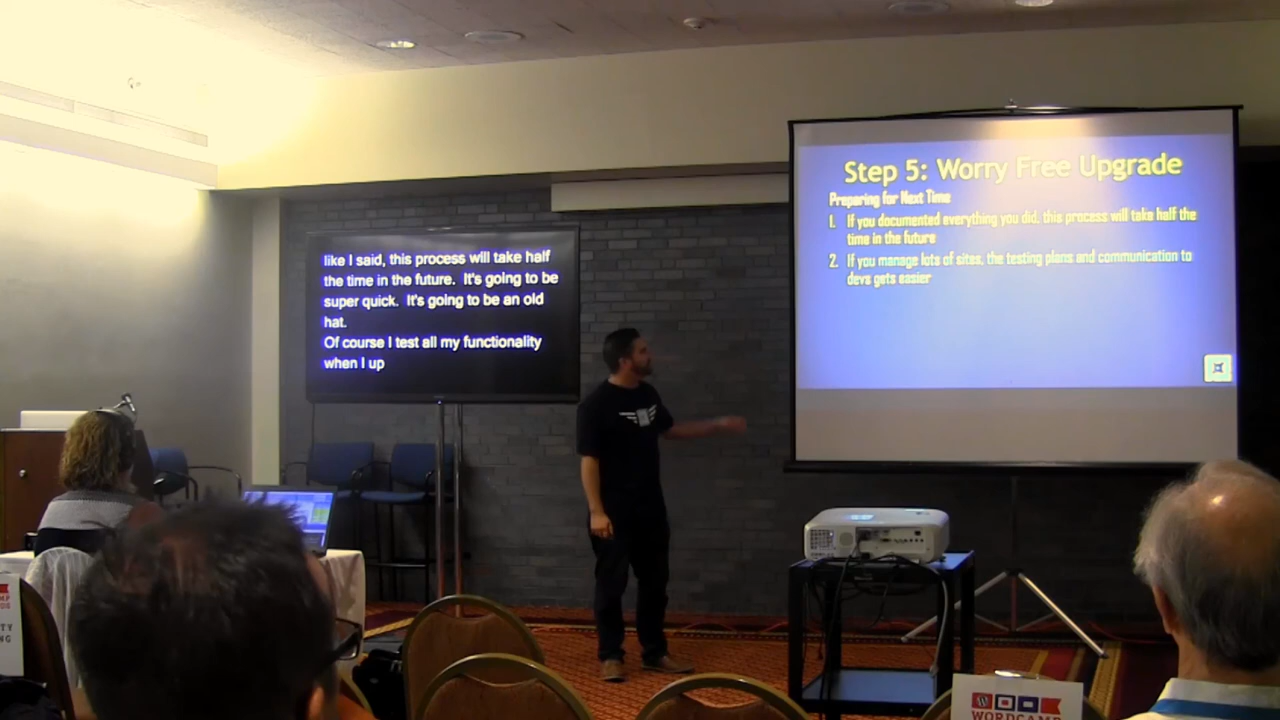 like I said, this process will take half
the time in the future. It's going to be
super quick. It's going to be an old
hat.
Of course I test all my functionality
when I up
Step 5: Worry Free Upgrade
Preparing for Next Time
1. If you documented everything you did, this process will take half the
time in the future
2. If you manage lots of sites, the testing plans and communication to
devs gets easier
WORDCAMP